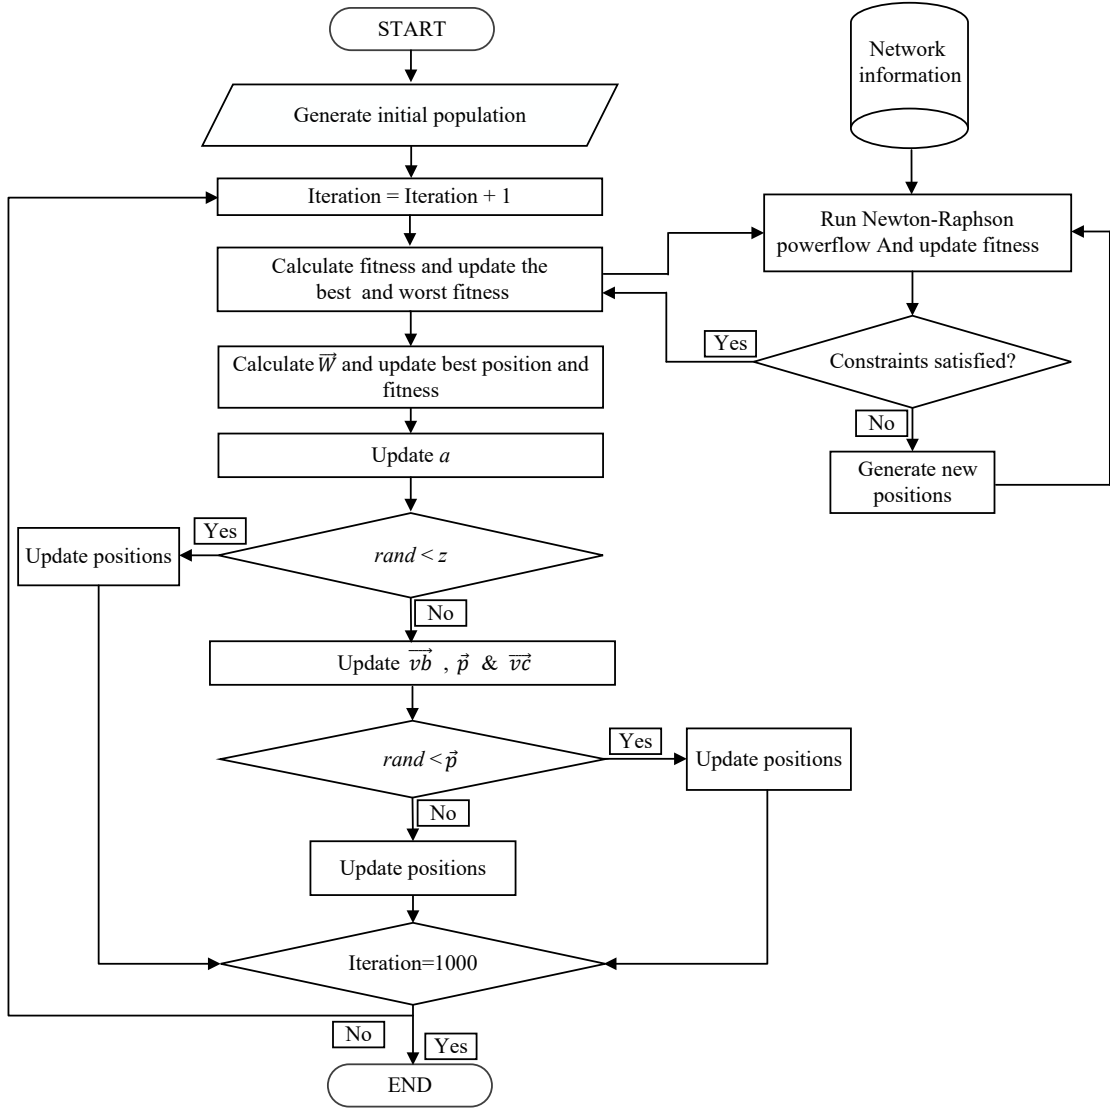 START
Generate initial population
Iteration = Iteration + 1
Calculate fitness and update the
best and worst fitness
Calculate W⃗ and update best position and
fitness
Update a
rand < z
Yes
Update positions
No
Update v⃗b⃗ , p⃗ & v⃗c⃗
rand < p⃗
Yes
Update positions
No
Update positions
Iteration=1000
No
Yes
END
Network
information
Run Newton-Raphson
powerflow And update fitness
Constraints satisfied?
Yes
No
Generate new
positions